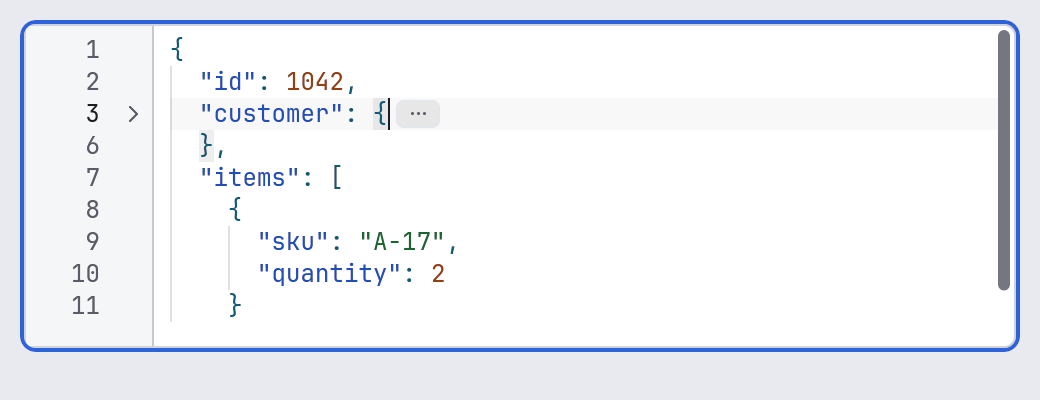 1 {
2 "id": 1042,
3 "customer": { ⋯
6 },
7 "items": [
8 {
9 "sku": "A-17",
10 "quantity": 2
11 }